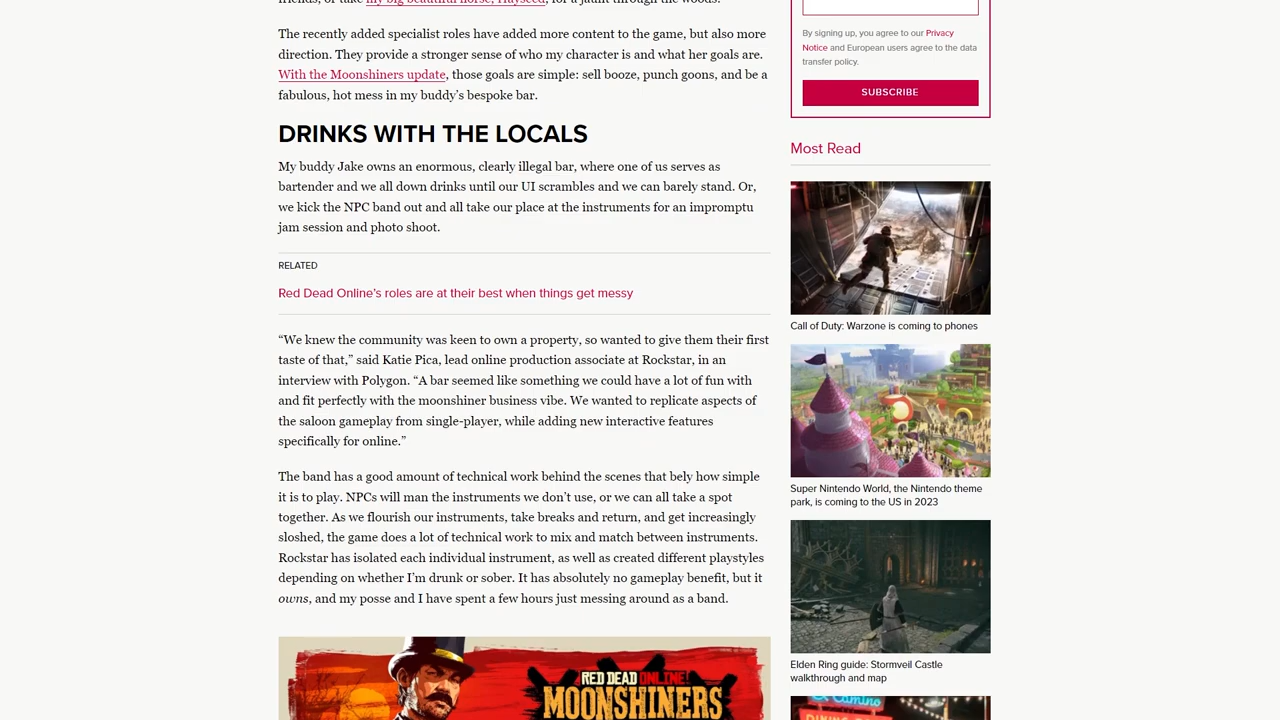 friends, or take my big beautiful horse, Hayseed, for a jaunt through the woods.
The recently added specialist roles have added more content to the game, but also more
direction. They provide a stronger sense of who my character is and what her goals are.
With the Moonshiners update, those goals are simple: sell booze, punch goons, and be a
fabulous, hot mess in my buddy’s bespoke bar.
DRINKS WITH THE LOCALS
My buddy Jake owns an enormous, clearly illegal bar, where one of us serves as
bartender and we all down drinks until our UI scrambles and we can barely stand. Or,
we kick the NPC band out and all take our place at the instruments for an impromptu
jam session and photo shoot.
RELATED
Red Dead Online’s roles are at their best when things get messy
“We knew the community was keen to own a property, so wanted to give them their first
taste of that,” said Katie Pica, lead online production associate at Rockstar, in an
interview with Polygon. “A bar seemed like something we could have a lot of fun with
and fit perfectly with the moonshiner business vibe. We wanted to replicate aspects of
the saloon gameplay from single-player, while adding new interactive features
specifically for online.”
The band has a good amount of technical work behind the scenes that bely how simple
it is to play. NPCs will man the instruments we don’t use, or we can all take a spot
together. As we flourish our instruments, take breaks and return, and get increasingly
sloshed, the game does a lot of technical work to mix and match between instruments.
Rockstar has isolated each individual instrument, as well as created different playstyles
depending on whether I’m drunk or sober. It has absolutely no gameplay benefit, but it
owns, and my posse and I have spent a few hours just messing around as a band.
RED DEAD ONLINE
MOONSHINERS
By signing up, you agree to our Privacy
Notice and European users agree to the data
transfer policy.
SUBSCRIBE
Most Read
Call of Duty: Warzone is coming to phones
Super Nintendo World, the Nintendo theme
park, is coming to the US in 2023
Elden Ring guide: Stormveil Castle
walkthrough and map
El Camino